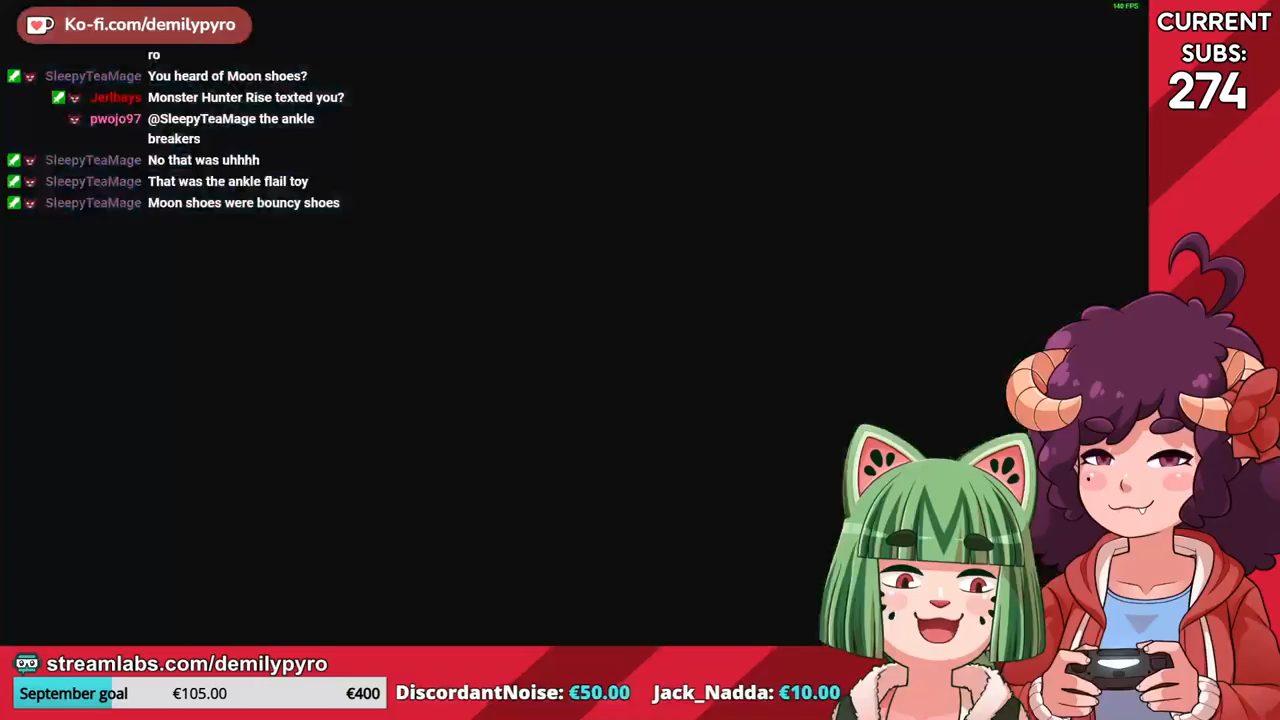 Ko-fi.com/demilypyro
140 FPS
CURRENT
SUBS:
274
ro
SleepyTeaMage You heard of Moon shoes?
Jerlbays Monster Hunter Rise texted you?
pwojo97 @SleepyTeaMage the ankle
breakers
SleepyTeaMage No that was uhhhh
SleepyTeaMage That was the ankle flail toy
SleepyTeaMage Moon shoes were bouncy shoes
streamlabs.com/demilypyro
September goal €105.00 €400
DiscordantNoise: €50.00 Jack_Nadda: €10.00